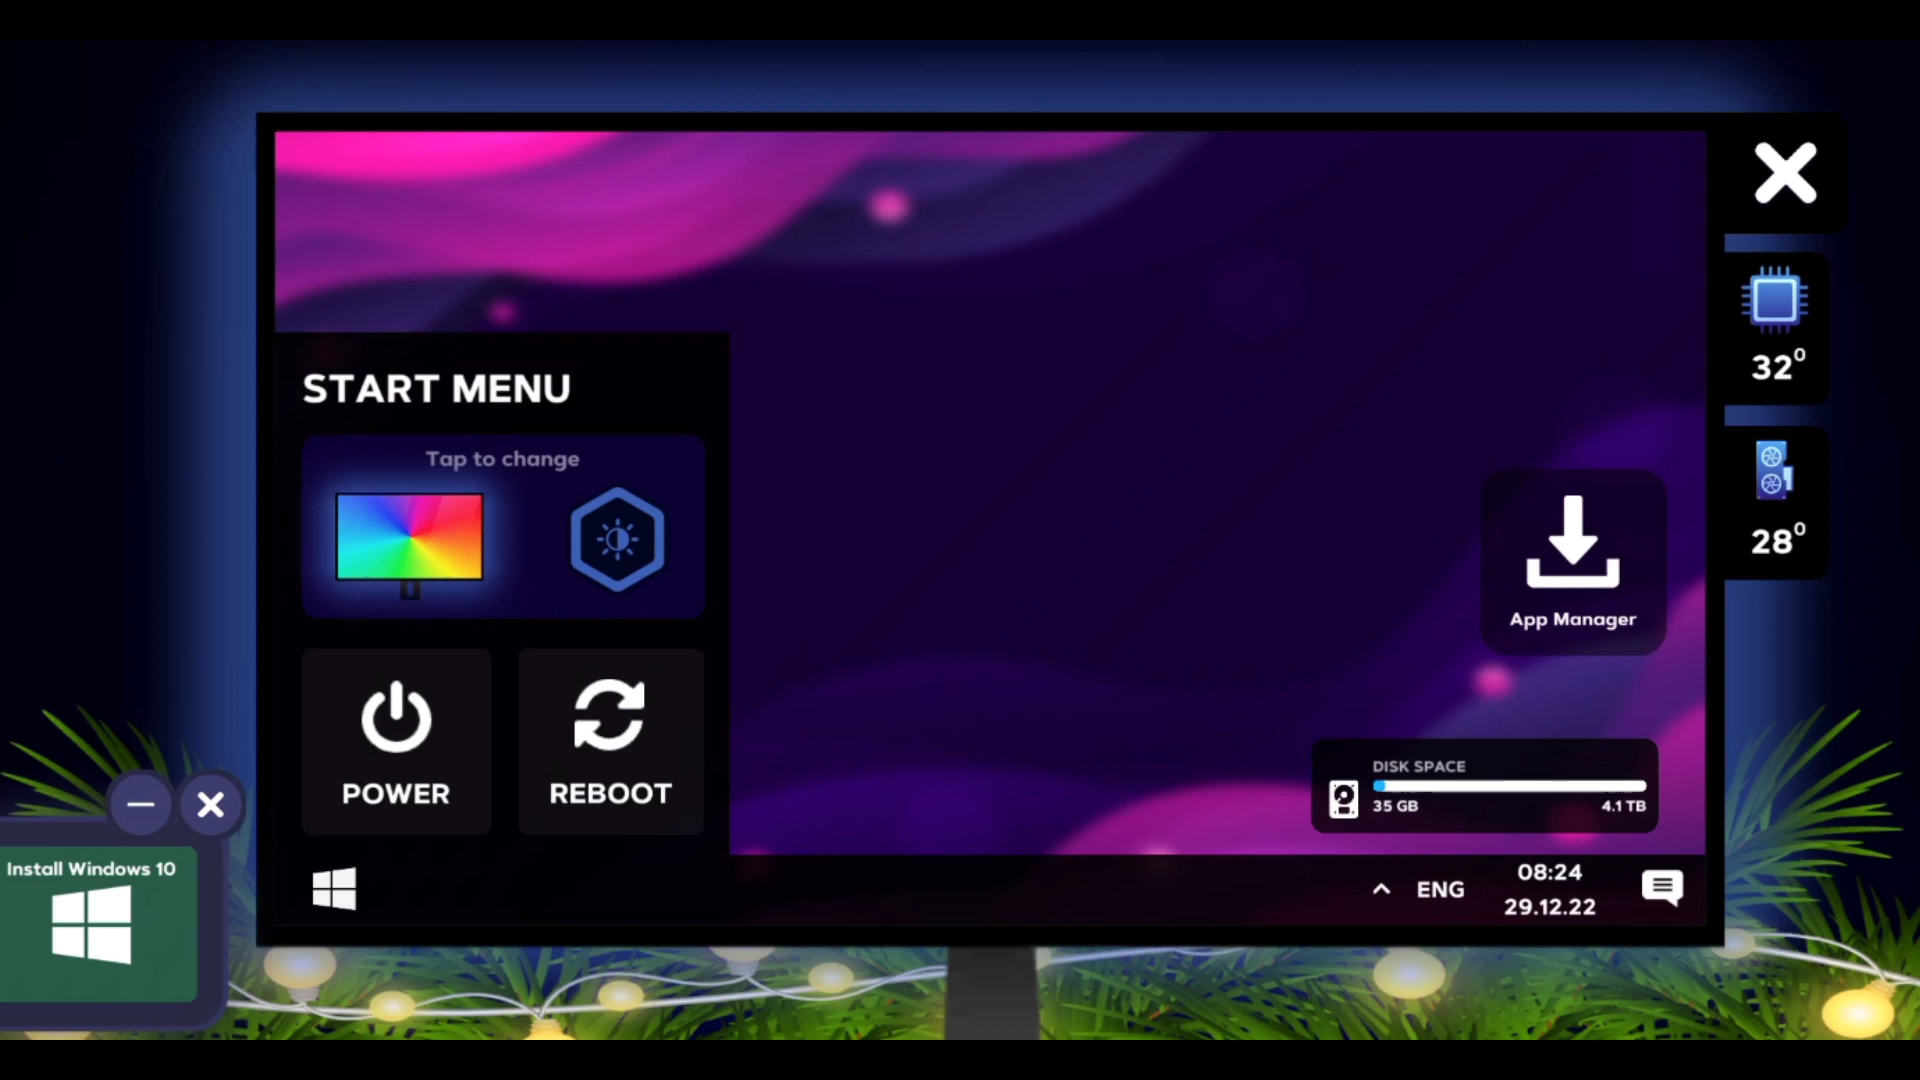 START MENU
Tap to change
POWER
REBOOT
App Manager
DISK SPACE
35 GB
4.1 TB
ENG
08:24
29.12.22
32°
28°
Install Windows 10